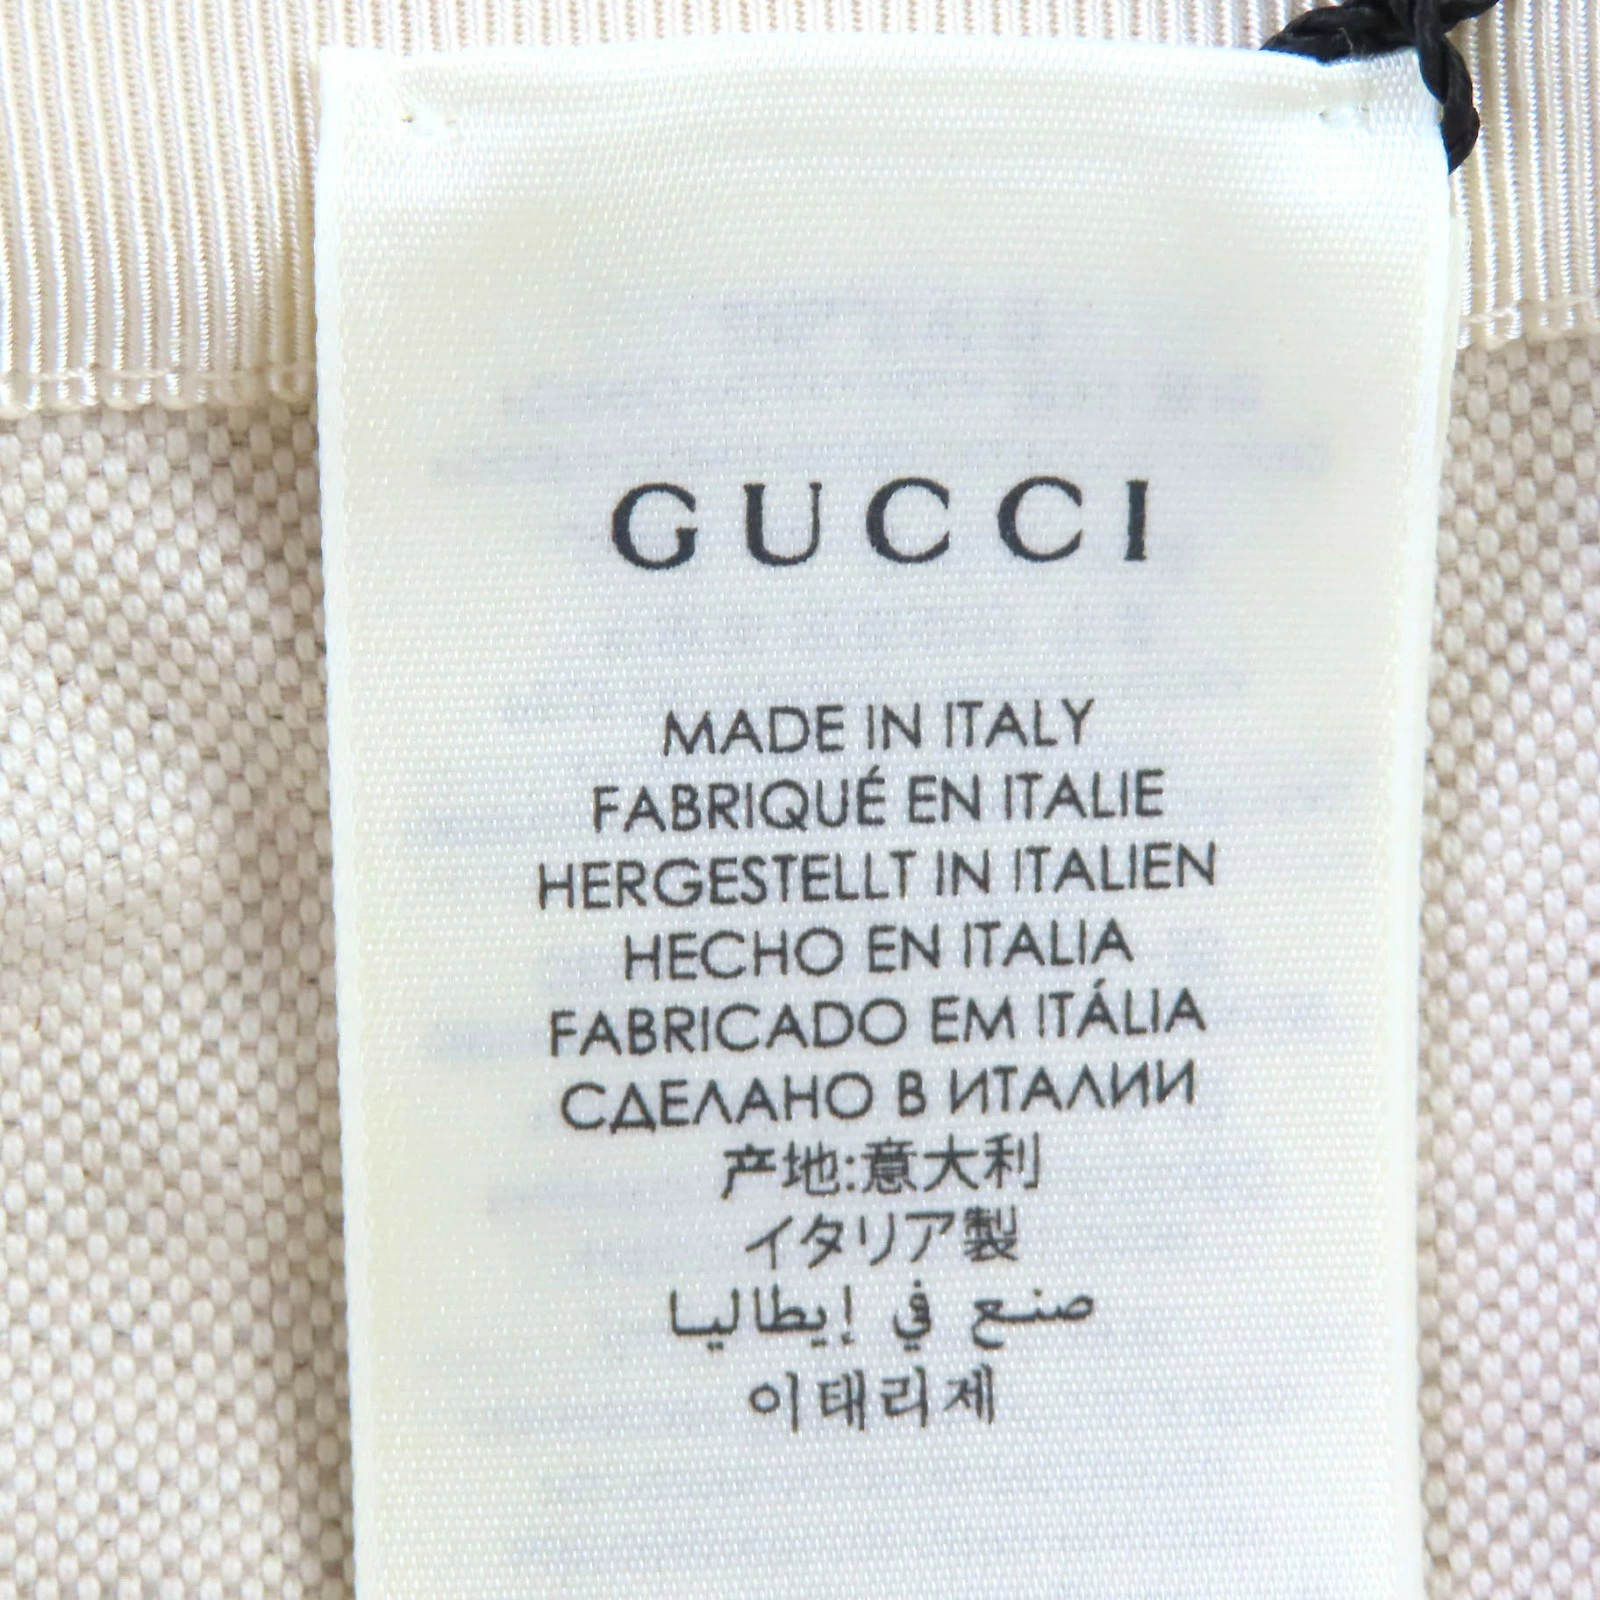 GUCCI
MADE IN ITALY
FABRIQUÉ EN ITALIE
HERGESTELLT IN ITALIEN
HECHO EN ITALIA
FABRICADO EM ITÁLIA
СДЕЛАНО В ИТАЛИИ
产地:意大利
イタリア製
صنع في إيطاليا
이태리제